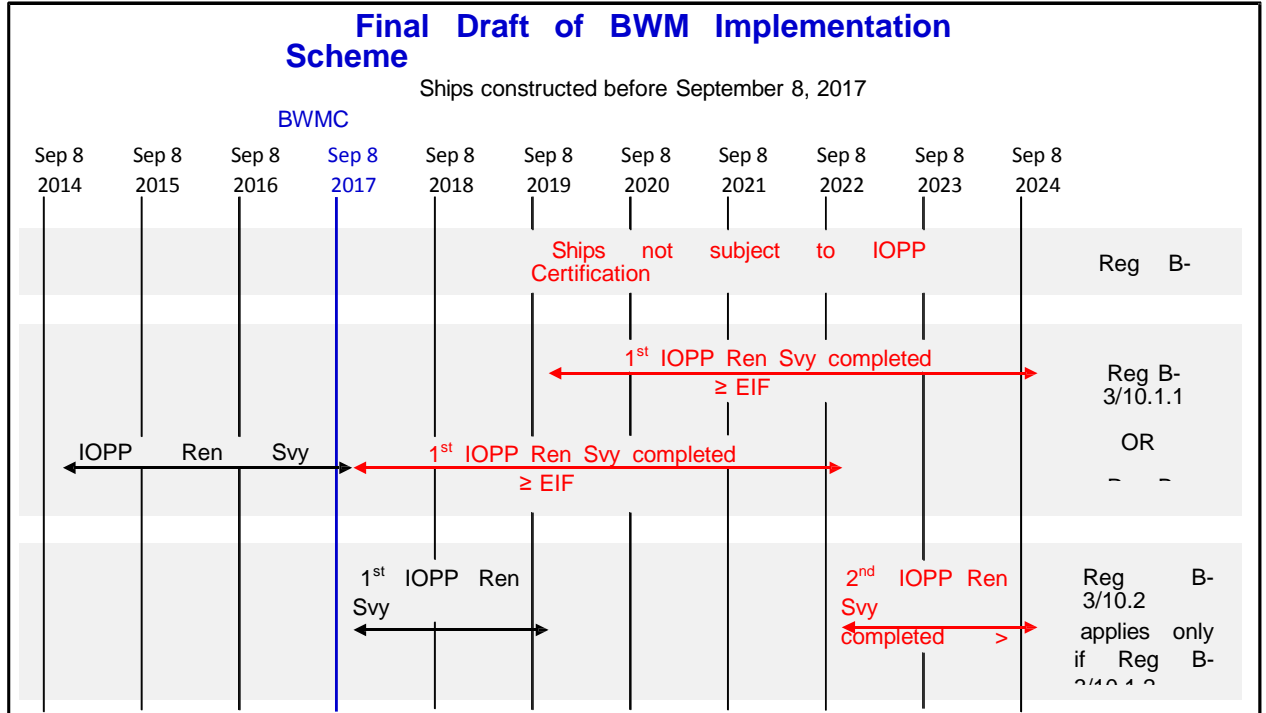 Final Draft of BWM Implementation
Scheme
Ships constructed before September 8, 2017
BWMC
Sep 8 Sep 8 Sep 8 Sep 8 Sep 8 Sep 8 Sep 8 Sep 8 Sep 8 Sep 8 Sep 8
2014 2015 2016 2017 2018 2019 2020 2021 2022 2023 2024
Ships not subject to IOPP
Certification
Reg B-
1st IOPP Ren Svy completed
≥ EIF
Reg B-
3/10.1.1
OR
IOPP Ren Svy
1st IOPP Ren Svy completed
≥ EIF
1st IOPP Ren
Svy
2nd IOPP Ren
Svy
completed >
Reg B-
3/10.2
applies only
if Reg B-